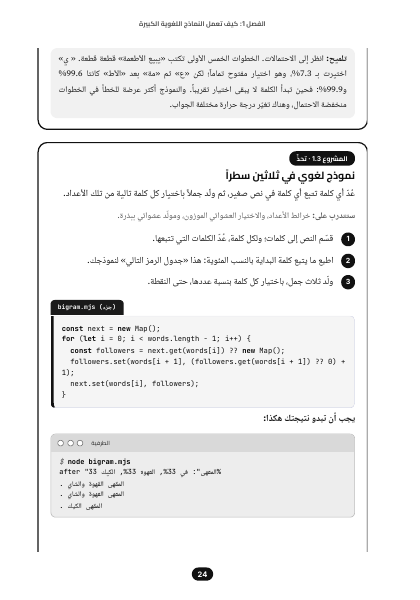 الفصل 1: كيف تعمل النماذج اللغوية الكبيرة
تلميح: انظر إلى الاحتمالات. الخطوات الخمس الأولى تكتب «يبيع الأطعمة» قطعة قطعة. « ي»
اختيرت بـ 7.3%، وهو اختيار مفتوح تماماً؛ لكن «ع» ثم «مة» بعد «الأط» كانتا 99.6%
و99.9%: فحين تبدأ الكلمة لا يبقى اختيار تقريباً. والنموذج أكثر عرضة للخطأ في الخطوات
منخفضة الاحتمال، وهناك تغيّر درجة حرارة مختلفة الجواب.
المشروع 1.3 · تحدٍّ
نموذج لغوي في ثلاثين سطراً
عُدّ أي كلمة تتبع أي كلمة في نص صغير، ثم ولّد جملاً باختيار كل كلمة تالية من تلك الأعداد.
ستتدرب على: خرائط الأعداد، والاختيار العشوائي الموزون، ومولّد عشوائي ببذرة.
1 قسّم النص إلى كلمات؛ ولكل كلمة، عُدّ الكلمات التي تتبعها.
2 اطبع ما يتبع كلمة البداية بالنسب المئوية: هذا «جدول الرمز التالي» لنموذجك.
3 ولّد ثلاث جمل، باختيار كل كلمة بنسبة عددها، حتى النقطة.
bigram.mjs (جزء)
const next = new Map();
for (let i = 0; i < words.length - 1; i++) {
const followers = next.get(words[i]) ?? new Map();
followers.set(words[i + 1], (followers.get(words[i + 1]) ?? 0) +
1);
next.set(words[i], followers);
}
يجب أن تبدو نتيجتك هكذا:
الطرفية
$ node bigram.mjs
after "المقهى": في 33%, القهوة 33%, الكيك 33%
المقهى القهوة والشاي .
المقهى القهوة والشاي .
المقهى الكيك .
24